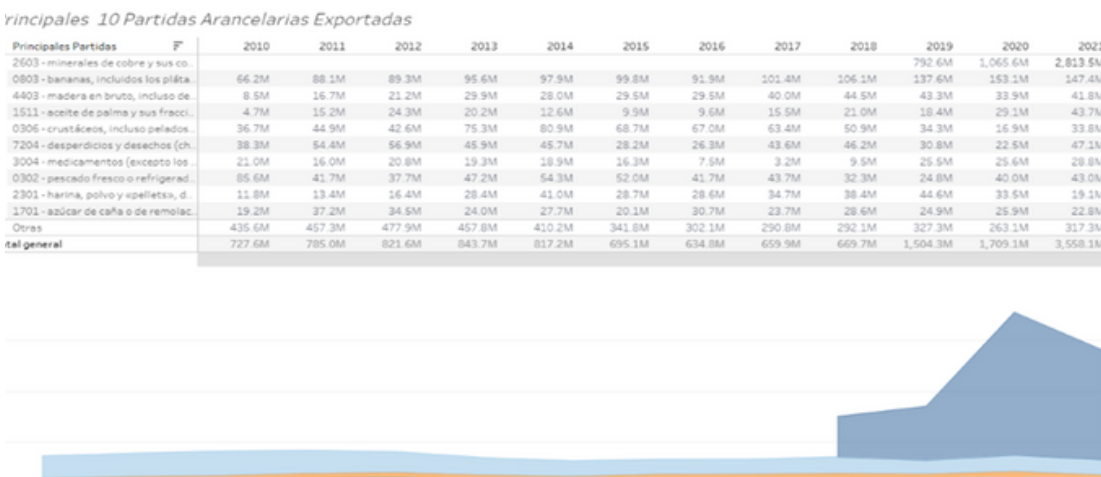 rincipales 10 Partidas Arancelarias Exportadas
Principales Partidas 2010 2011 2012 2013 2014 2015 2016 2017 2018 2019 2020 2021
2603 - minerales de cobre y sus co.. 792.6M 1,065.6M 2,813.5M
0803 - bananas, incluidos los pláta.. 66.2M 88.1M 89.3M 95.6M 97.9M 99.8M 91.9M 101.4M 106.1M 137.6M 153.1M 147.4M
4403 - madera en bruto, incluso de.. 8.5M 16.7M 21.2M 29.9M 28.0M 29.5M 29.5M 40.0M 44.5M 43.3M 33.9M 41.8M
1511 - aceite de palma y sus fracci.. 4.7M 15.2M 24.3M 20.2M 12.6M 9.9M 9.6M 15.5M 21.0M 18.4M 29.1M 43.7M
0306 - crustáceos, incluso pelados.. 36.7M 44.9M 42.6M 75.3M 80.9M 68.7M 67.0M 63.4M 50.9M 34.3M 16.9M 33.8M
7204 - desperdicios y desechos (ch.. 38.3M 54.4M 56.9M 45.9M 45.7M 28.2M 26.3M 43.6M 46.2M 30.8M 22.5M 47.1M
3004 - medicamentos (excepto los.. 21.0M 16.0M 20.8M 19.3M 18.9M 16.3M 7.5M 3.2M 9.5M 25.5M 25.6M 28.8M
0302 - pescado fresco o refrigerad.. 85.6M 41.7M 37.7M 47.2M 54.3M 52.0M 41.7M 43.7M 32.3M 24.8M 40.0M 43.0M
2301 - harina, polvo y «pellets», d.. 11.8M 13.4M 16.4M 28.4M 41.0M 28.7M 28.6M 34.7M 38.4M 44.6M 33.5M 19.1M
1701 - azúcar de caña o de remolac.. 19.2M 37.2M 34.5M 24.0M 27.7M 20.1M 30.7M 23.7M 28.6M 24.9M 25.9M 22.8M
Otras 435.6M 457.3M 477.9M 457.8M 410.2M 341.8M 302.1M 290.8M 292.1M 327.3M 263.1M 317.3M
tal general 727.6M 785.0M 821.6M 843.7M 817.2M 695.1M 634.8M 659.9M 669.7M 1,504.3M 1,709.1M 3,558.1M